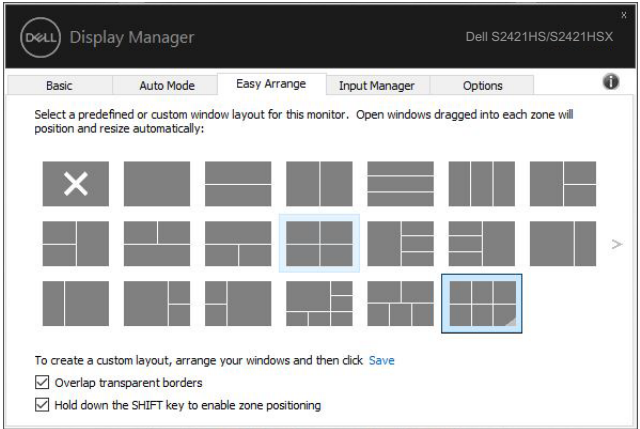 DELL Display Manager
Dell S2421HS/S2421HSX
x
Basic
Auto Mode
Easy Arrange
Input Manager
Options
i
Select a predefined or custom window layout for this monitor. Open windows dragged into each zone will
position and resize automatically:
>
To create a custom layout, arrange your windows and then click Save
Overlap transparent borders
Hold down the SHIFT key to enable zone positioning